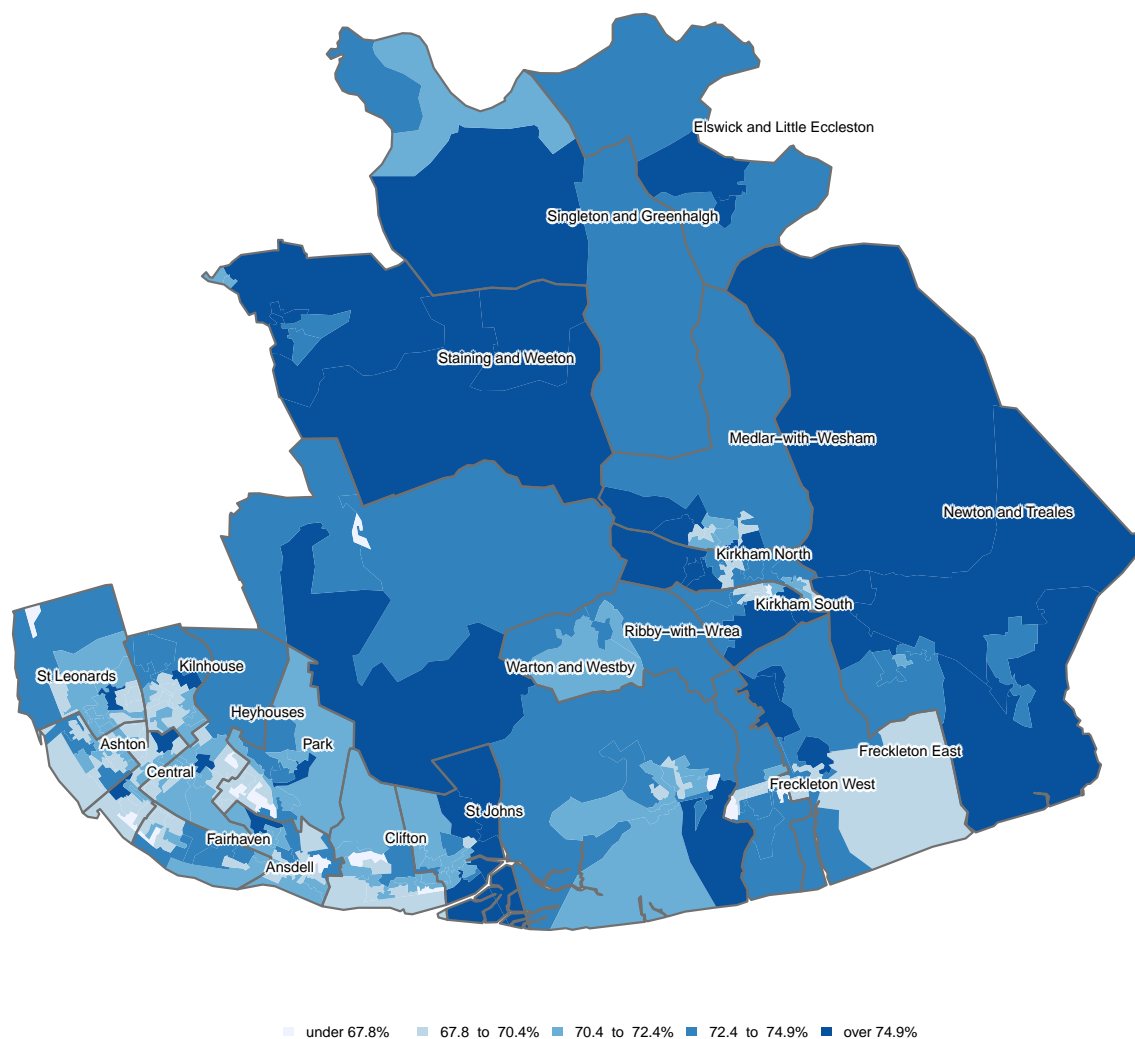 Elswick and Little Eccleston
Singleton and Greenhalgh
Staining and Weeton
Medlar–with–Wesham
Newton and Treales
Kirkham North
Kirkham South
Ribby–with–Wrea
Warton and Westby
St Leonards
Kilnhouse
Heyhouses
Ashton
Park
Central
Freckleton East
Freckleton West
St Johns
Fairhaven
Clifton
Ansdell
under 67.8%
67.8 to 70.4%
70.4 to 72.4%
72.4 to 74.9%
over 74.9%